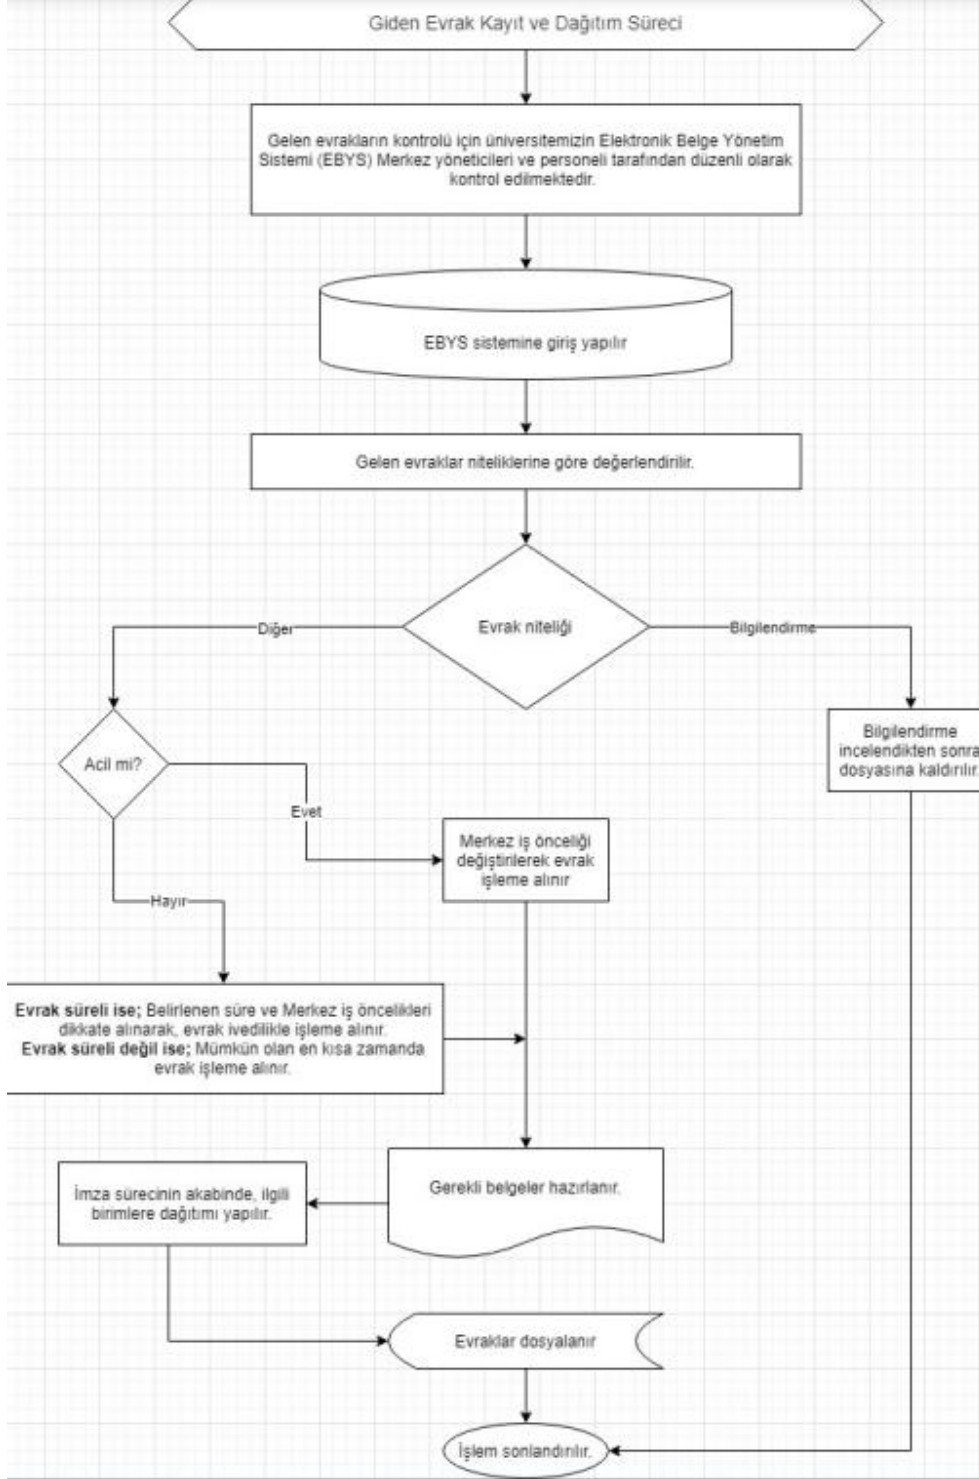 Giden Evrak Kayıt ve Dağıtım Süreci
Gelen evrakların kontrolü için üniversitemizin Elektronik Belge Yönetim
Sistemi (EBYS) Merkez yöneticileri ve personeli tarafından düzenli olarak
kontrol edilmektedir.
EBYS sistemine giriş yapılır
Gelen evraklar niteliklerine göre değerlendirilir.
Evrak niteliği
Diğer
Bilgilendirme
Acil mi?
Bilgilendirme
incelendikten sonra
dosyasına kaldırılır.
Evet
Merkez iş önceliği
değiştirilerek evrak
işleme alınır
Hayır
Evrak süreli ise; Belirlenen süre ve Merkez iş öncelikleri
dikkate alınarak, evrak ivedilikle işleme alınır.
Evrak süreli değil ise; Mümkün olan en kısa zamanda
evrak işleme alınır.
Gerekli belgeler hazırlanır.
İmza sürecinin akabinde, ilgili
birimlere dağıtımı yapılır.
Evraklar dosyalanır
İşlem sonlandırılır.